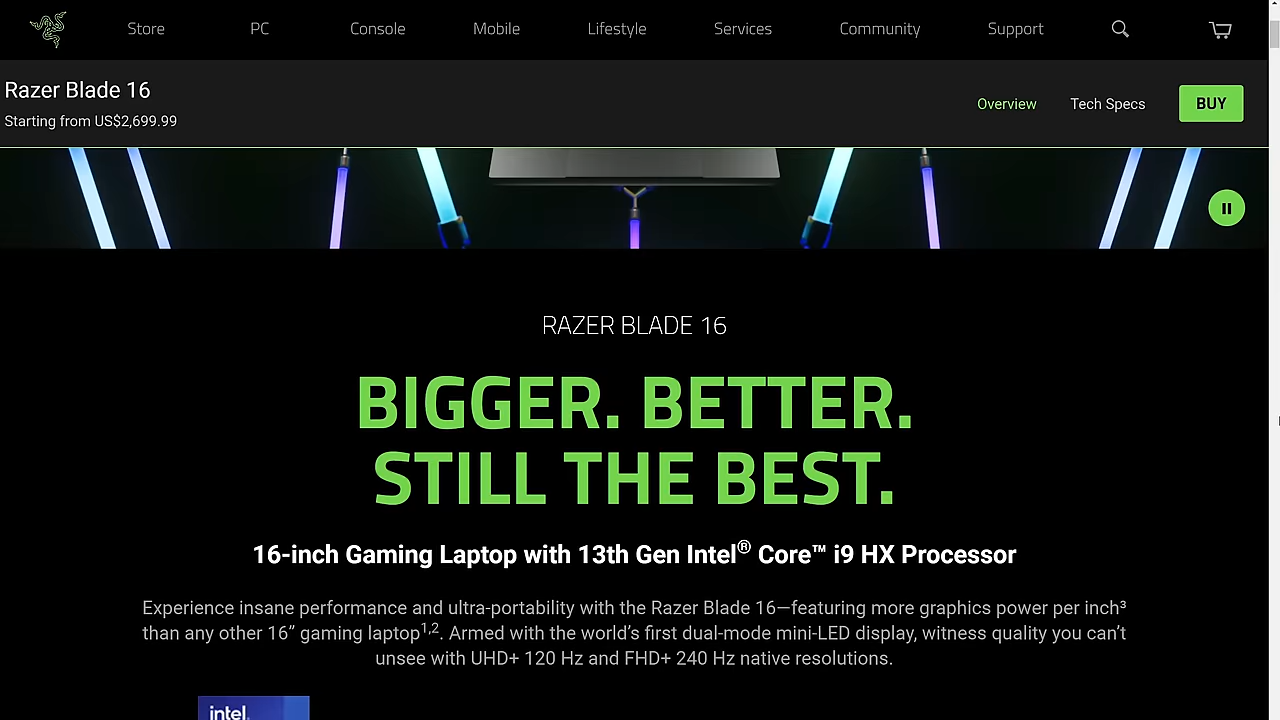 Store PC Console Mobile Lifestyle Services Community Support
Razer Blade 16
Starting from US$2,699.99
Overview Tech Specs BUY
RAZER BLADE 16
BIGGER. BETTER.
STILL THE BEST.
16-inch Gaming Laptop with 13th Gen Intel® Core™ i9 HX Processor
Experience insane performance and ultra-portability with the Razer Blade 16—featuring more graphics power per inch³
than any other 16” gaming laptop1,2. Armed with the world’s first dual-mode mini-LED display, witness quality you can’t
unsee with UHD+ 120 Hz and FHD+ 240 Hz native resolutions.
intel.